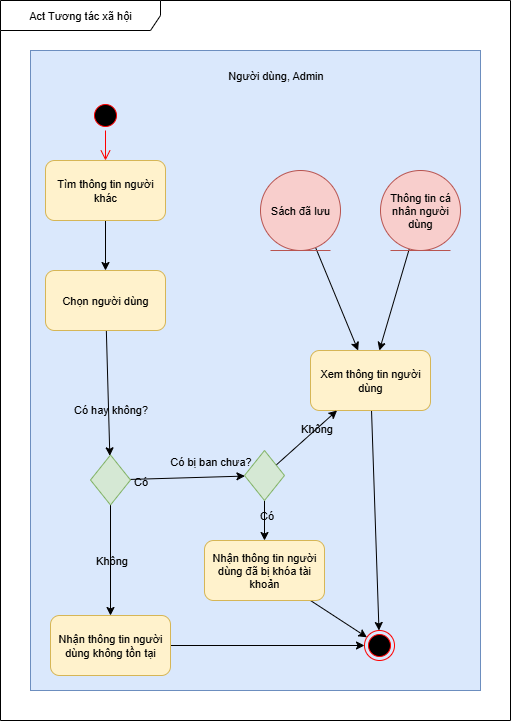 Act Tương tác xã hội
Người dùng, Admin
Tìm thông tin người
khác
Sách đã lưu
Thông tin cá
nhân người
dùng
Chọn người dùng
Xem thông tin người
dùng
Có hay không?
Không
Có bị ban chưa?
Có
Có
Không
Nhận thông tin người
dùng đã bị khóa tài
khoản
Nhận thông tin người
dùng không tồn tại